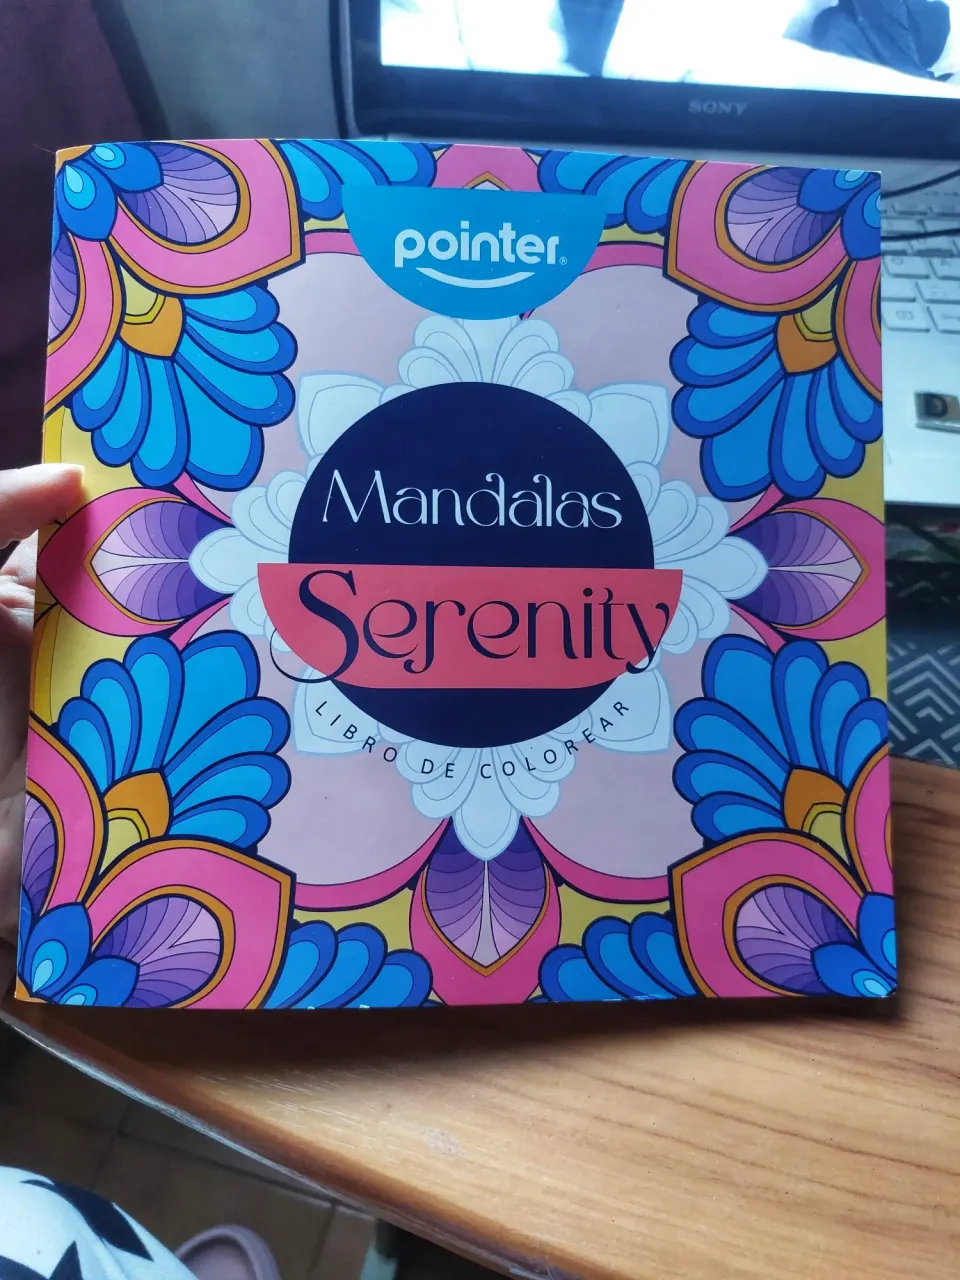 SONY
pointer®
Mandalas
Serenity
LIBRO DE COLOREAR